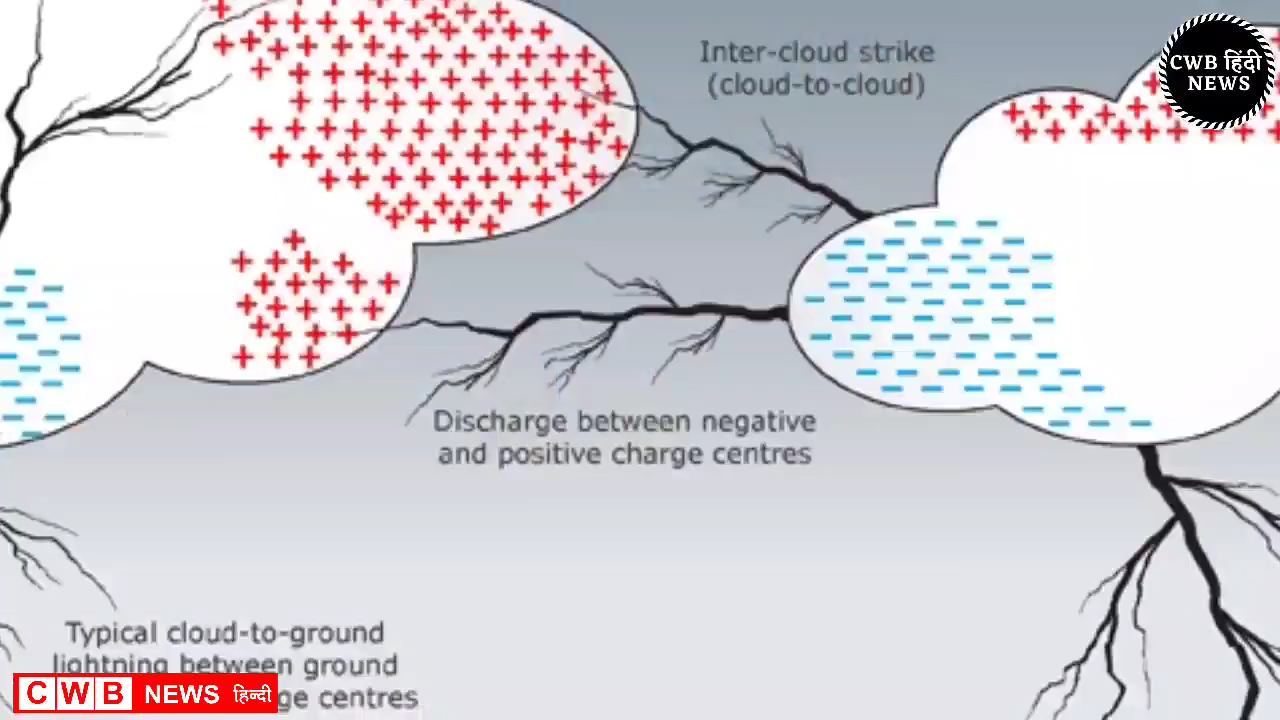 Inter-cloud strike
(cloud-to-cloud)
CWB हिंदी
NEWS
Discharge between negative
and positive charge centres
Typical cloud-to-ground
lightning between ground
ge centres
CWB NEWS हिन्दी